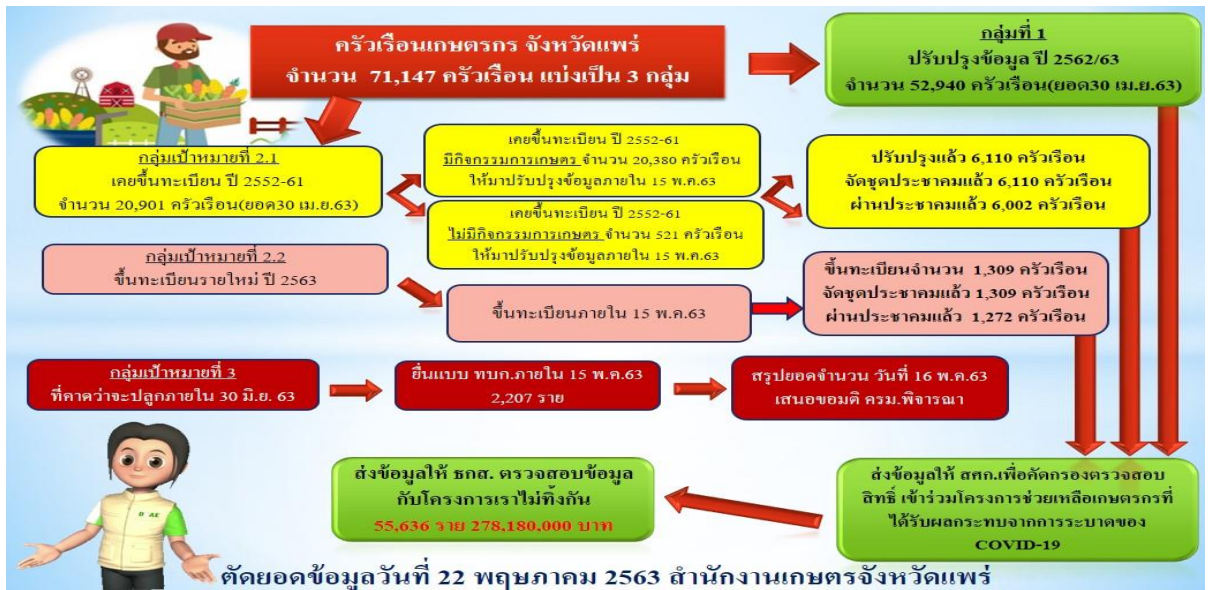 ครัวเรือนเกษตรกร จังหวัดแพร่
จำนวน 71,147 ครัวเรือน แบ่งเป็น 3 กลุ่ม
กลุ่มที่ 1
ปรับปรุงข้อมูล ปี 2562/63
จำนวน 52,940 ครัวเรือน(ยอด30 เม.ย.63)
กลุ่มเป้าหมายที่ 2.1
เคยขึ้นทะเบียน ปี 2552-61
จำนวน 20,901 ครัวเรือน(ยอด30 เม.ย.63)
เคยขึ้นทะเบียน ปี 2552-61
มีกิจกรรมการเกษตร จำนวน 20,380 ครัวเรือน
ให้มาปรับปรุงข้อมูลภายใน 15 พ.ค.63
เคยขึ้นทะเบียน ปี 2552-61
ไม่มีกิจกรรมการเกษตร จำนวน 521 ครัวเรือน
ให้มาปรับปรุงข้อมูลภายใน 15 พ.ค.63
ปรับปรุงแล้ว 6,110 ครัวเรือน
จัดชุดประชาคมแล้ว 6,110 ครัวเรือน
ผ่านประชาคมแล้ว 6,002 ครัวเรือน
กลุ่มเป้าหมายที่ 2.2
ขึ้นทะเบียนรายใหม่ ปี 2563
ขึ้นทะเบียนภายใน 15 พ.ค.63
ขึ้นทะเบียนจำนวน 1,309 ครัวเรือน
จัดชุดประชาคมแล้ว 1,309 ครัวเรือน
ผ่านประชาคมแล้ว 1,272 ครัวเรือน
กลุ่มเป้าหมายที่ 3
ที่คาดว่าจะปลูกภายใน 30 มิ.ย. 63
ยื่นแบบ ทบก.ภายใน 15 พ.ค.63
2,207 ราย
สรุปยอดจำนวน วันที่ 16 พ.ค.63
เสนอขอมติ ครม.พิจารณา
ส่งข้อมูลให้ ธกส. ตรวจสอบข้อมูล
กับโครงการเราไม่ทิ้งกัน
55,636 ราย 278,180,000 บาท
ส่งข้อมูลให้ สศก.เพื่อคัดกรองตรวจสอบ
สิทธิ์ เข้าร่วมโครงการช่วยเหลือเกษตรกรที่
ได้รับผลกระทบจากการระบาดของ
COVID-19
D AE
ตัดยอดข้อมูลวันที่ 22 พฤษภาคม 2563 สำนักงานเกษตรจังหวัดแพร่